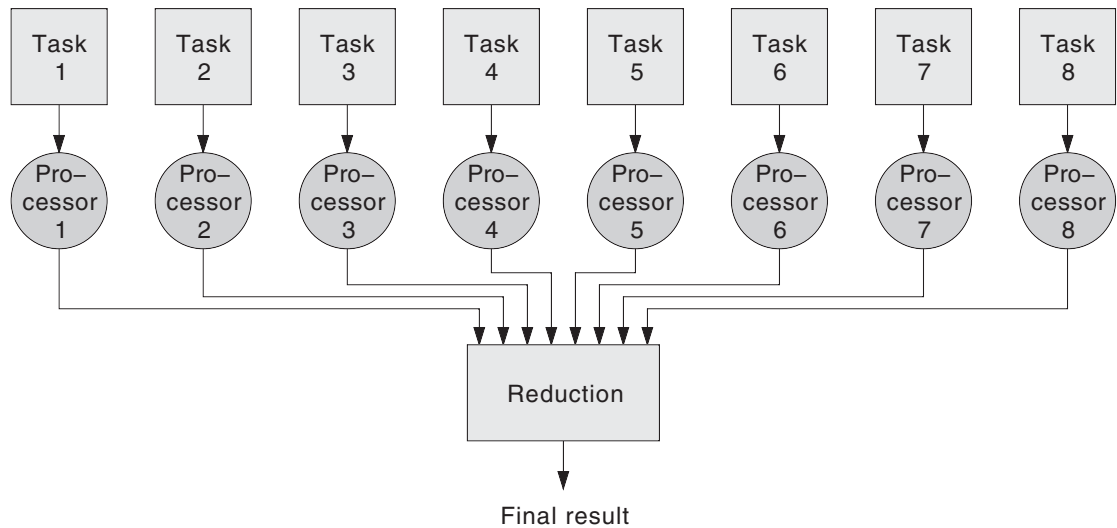 Task
1
Task
2
Task
3
Task
4
Task
5
Task
6
Task
7
Task
8
Pro–
cessor
1
Pro–
cessor
2
Pro–
cessor
3
Pro–
cessor
4
Pro–
cessor
5
Pro–
cessor
6
Pro–
cessor
7
Pro–
cessor
8
Reduction
Final result